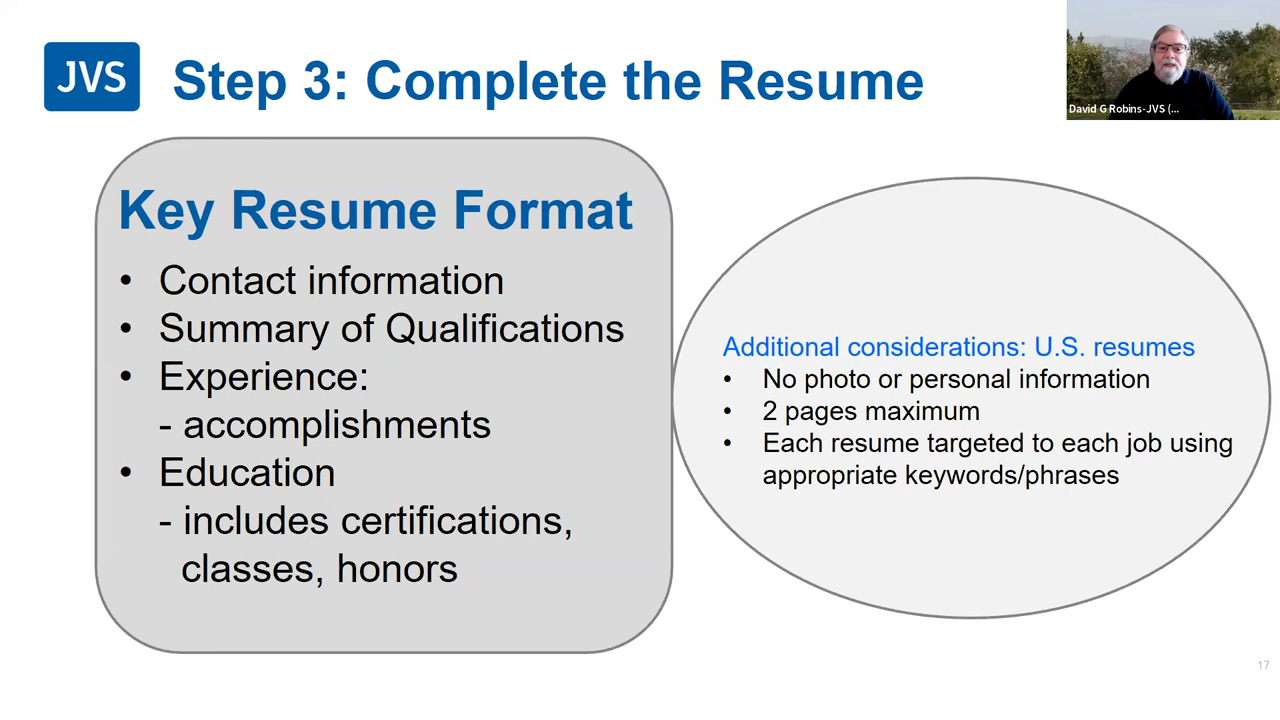 JVS
Step 3: Complete the Resume
David G Robins-JVS (...
Key Resume Format
• Contact information
• Summary of Qualifications
• Experience:
- accomplishments
• Education
- includes certifications,
classes, honors
Additional considerations: U.S. resumes
• No photo or personal information
• 2 pages maximum
• Each resume targeted to each job using
appropriate keywords/phrases
17